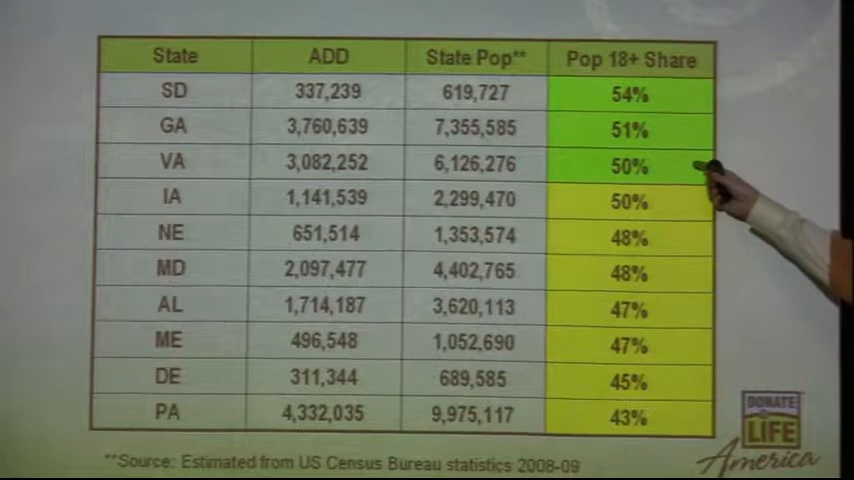 State ADD State Pop** Pop 18+ Share
SD 337,239 619,727 54%
GA 3,760,639 7,355,585 51%
VA 3,082,252 6,126,276 50%
IA 1,141,539 2,299,470 50%
NE 651,514 1,353,574 48%
MD 2,097,477 4,402,765 48%
AL 1,714,187 3,620,113 47%
ME 496,548 1,052,690 47%
DE 311,344 689,585 45%
PA 4,332,035 9,975,117 43%
**Source: Estimated from US Census Bureau statistics 2008-09
DONATE
LIFE
America